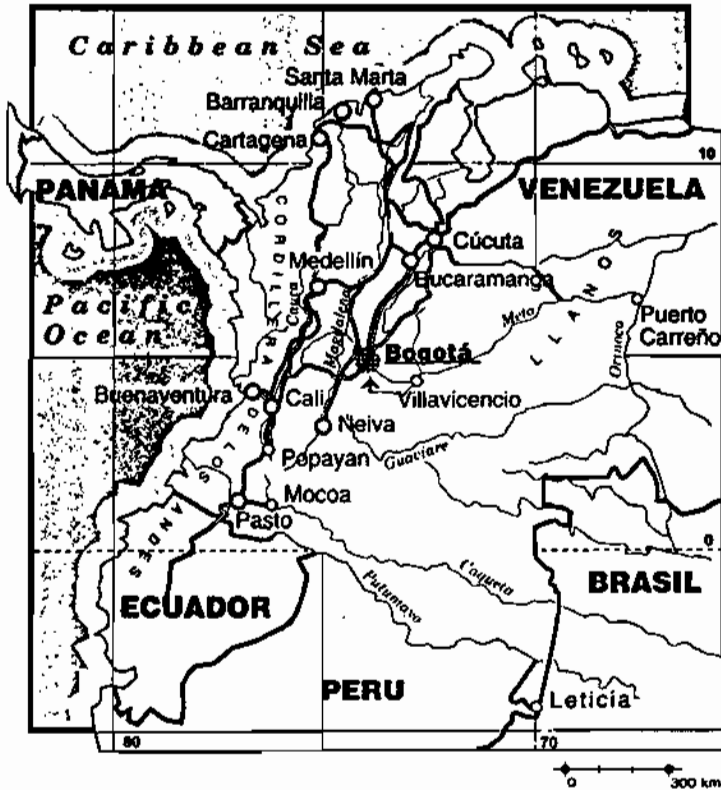 Caribbean Sea
Santa Marta
Barranquilla
Cartagena
10
PANAMA
VENEZUELA
CORDILLERA DE LOS ANDES
Cúcuta
LLANOS
Medellín
Bucaramanga
Cauca
Magdalena
Meta
Pacific
Ocean
Puerto
Carreño
Orinoco
Bogotá
Buenaventura
Cali
Villavicencio
Neiva
Popayan
Guaviare
Mocoa
Pasto
0
Caqueta
BRASIL
ECUADOR
Putumayo
PERU
Leticia
80
70
0
300 km